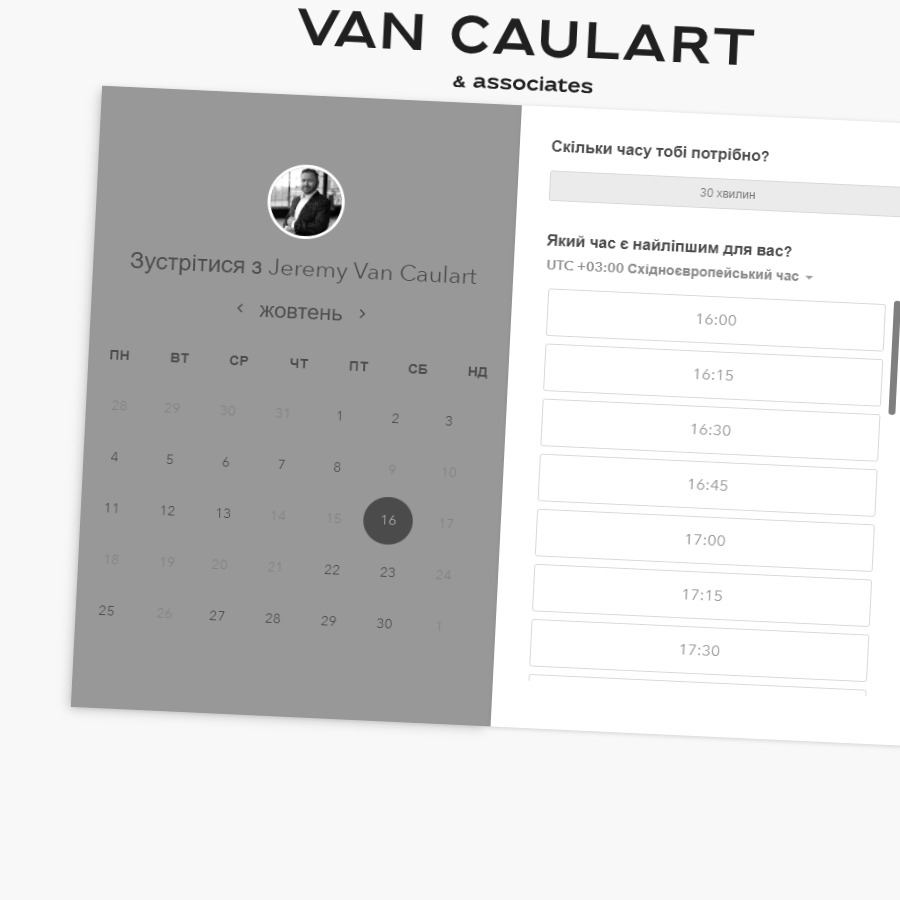 VAN CAULART
& associates
Зустрітися з Jeremy Van Caulart
жовтень
ПН ВТ СР ЧТ ПТ СБ НД
28 29 30 31 1 2 3
4 5 6 7 8 9 10
11 12 13 14 15 16 17
18 19 20 21 22 23 24
25 26 27 28 29 30 1
Скільки часу тобі потрібно?
30 хвилин
Який час є найліпшим для вас?
UTC +03:00 Східноєвропейський час
16:00
16:15
16:30
16:45
17:00
17:15
17:30